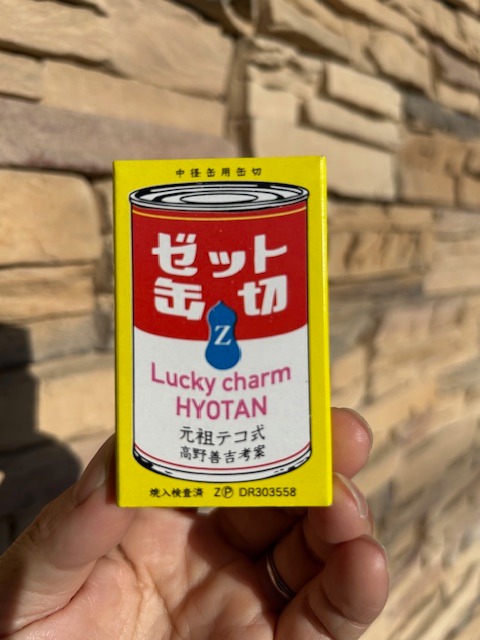 中径缶用缶切
ゼット
缶切
Z
Lucky charm
HYOTAN
元祖テコ式
高野善吉考案
焼入検査済 ZⓅ DR303558